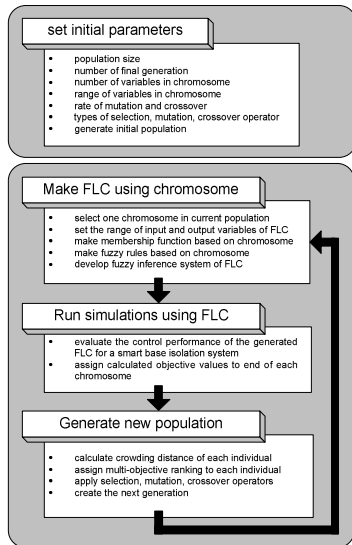 set initial parameters
• population size
• number of final generation
• number of variables in chromosome
• range of variables in chromosome
• rate of mutation and crossover
• types of selection, mutation, crossover operator
• generate initial population
Make FLC using chromosome
• select one chromosome in current population
• set the range of input and output variables of FLC
• make membership function based on chromosome
• make fuzzy rules based on chromosome
• develop fuzzy inference system of FLC
Run simulations using FLC
• evaluate the control performance of the generated
FLC for a smart base isolation system
• assign calculated objective values to end of each
chromosome
Generate new population
• calculate crowding distance of each individual
• assign multi-objective ranking to each individual
• apply selection, mutation, crossover operators
• create the next generation